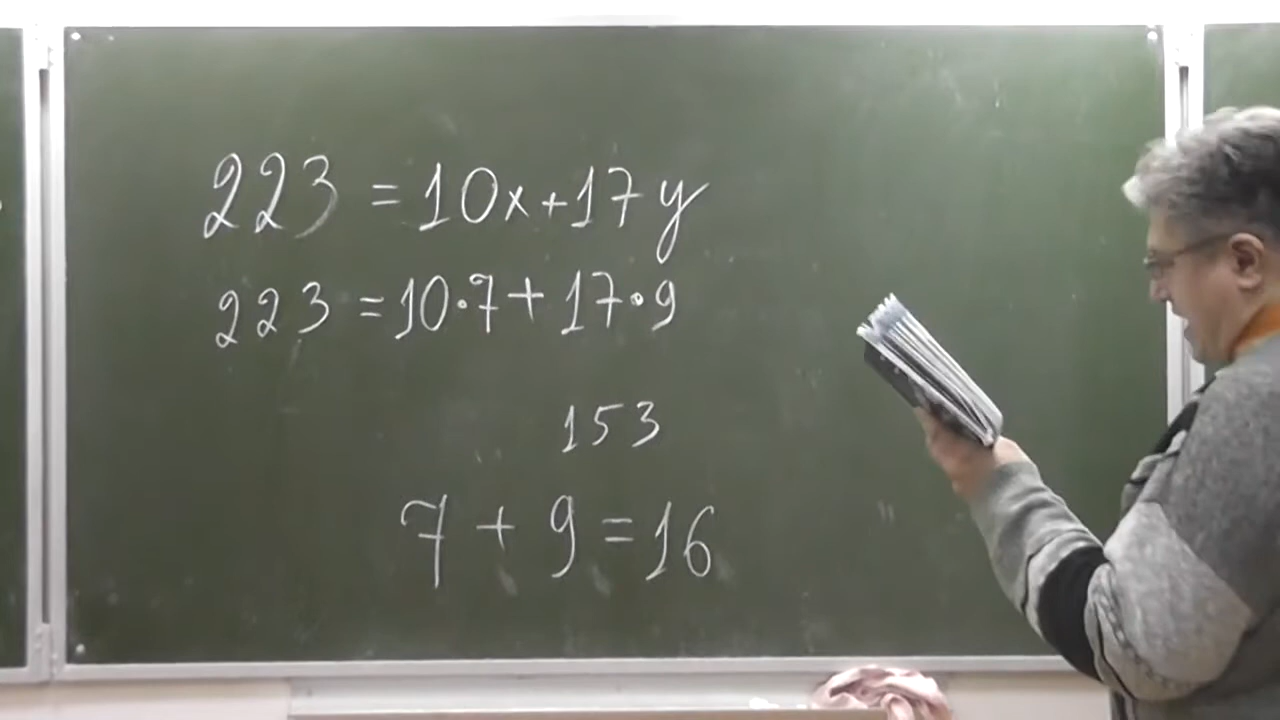 223 = 10x + 17y
223 = 10·7 + 17·9
153
7 + 9 = 16